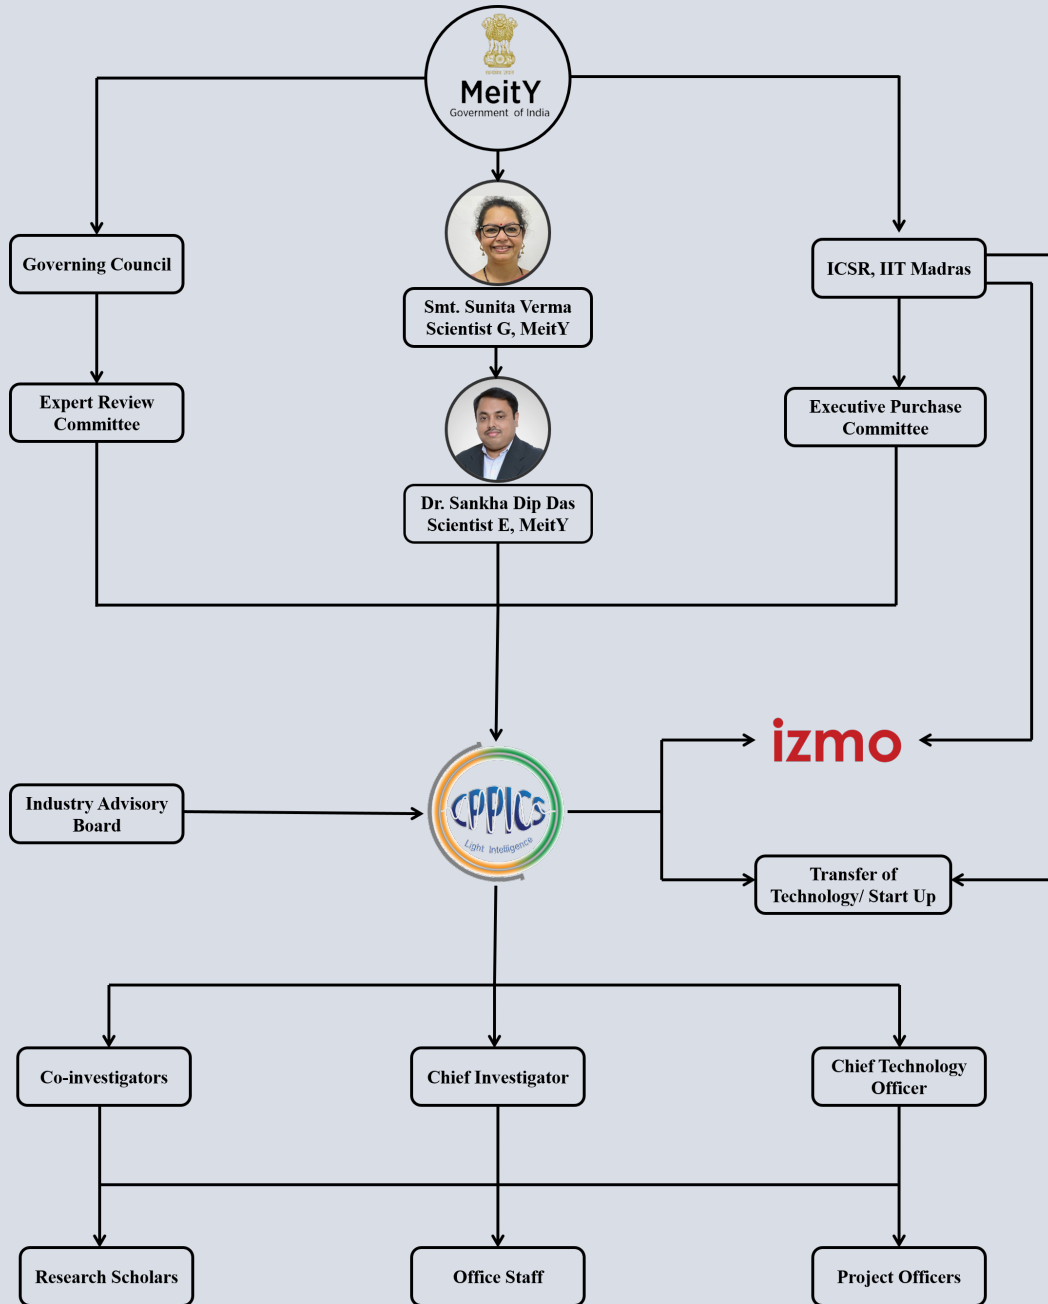 MeitY
Government of India
Governing Council
Smt. Sunita Verma
Scientist G, MeitY
ICSR, IIT Madras
Expert Review
Committee
Executive Purchase
Committee
Dr. Sankha Dip Das
Scientist E, MeitY
izmo
Industry Advisory
Board
CPPICs
Light Intelligence
Transfer of
Technology/ Start Up
Co-investigators
Chief Investigator
Chief Technology
Officer
Research Scholars
Office Staff
Project Officers